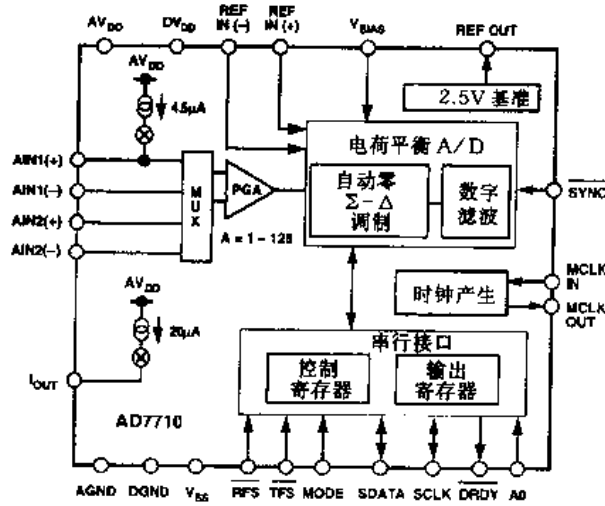 AV_DD DV_DD REF IN(−) REF IN(+) V_BIAS REF OUT
AV_DD
2.5V 基准
4.5μA
电荷平衡 A/D
AIN1(+)
AIN1(−)
AIN2(+)
AIN2(−)
MUX
PGA
A = 1 − 128
自动零
Σ−Δ
调制
数字
滤波
SYNC
MCLK
IN
时钟产生
MCLK
OUT
AV_DD
20μA
串行接口
控制
寄存器
输出
寄存器
I_OUT
AD7710
AGND DGND V_SS RFS TFS MODE SDATA SCLK DRDY A0